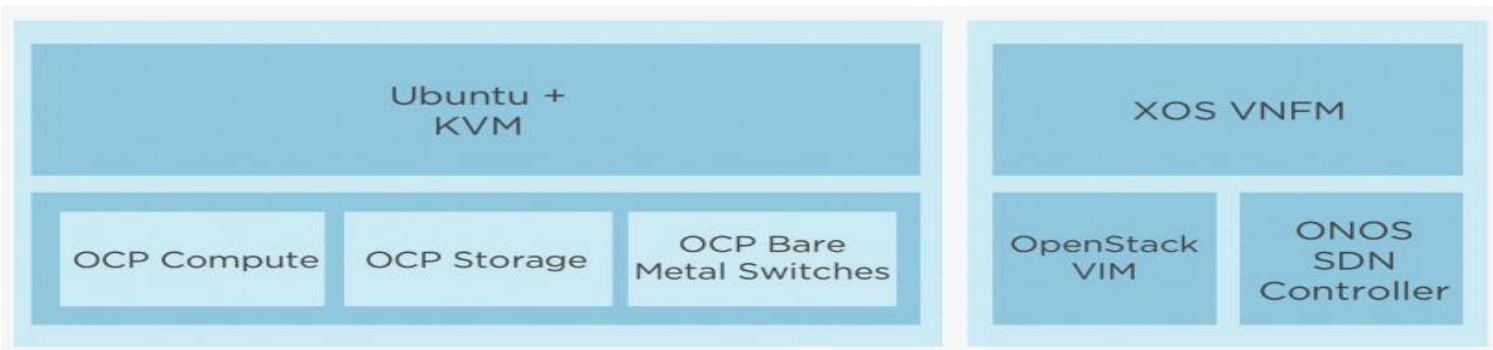 Ubuntu +
KVM
XOS VNFM
OCP Compute
OCP Storage
OCP Bare
Metal Switches
OpenStack
VIM
ONOS
SDN
Controller